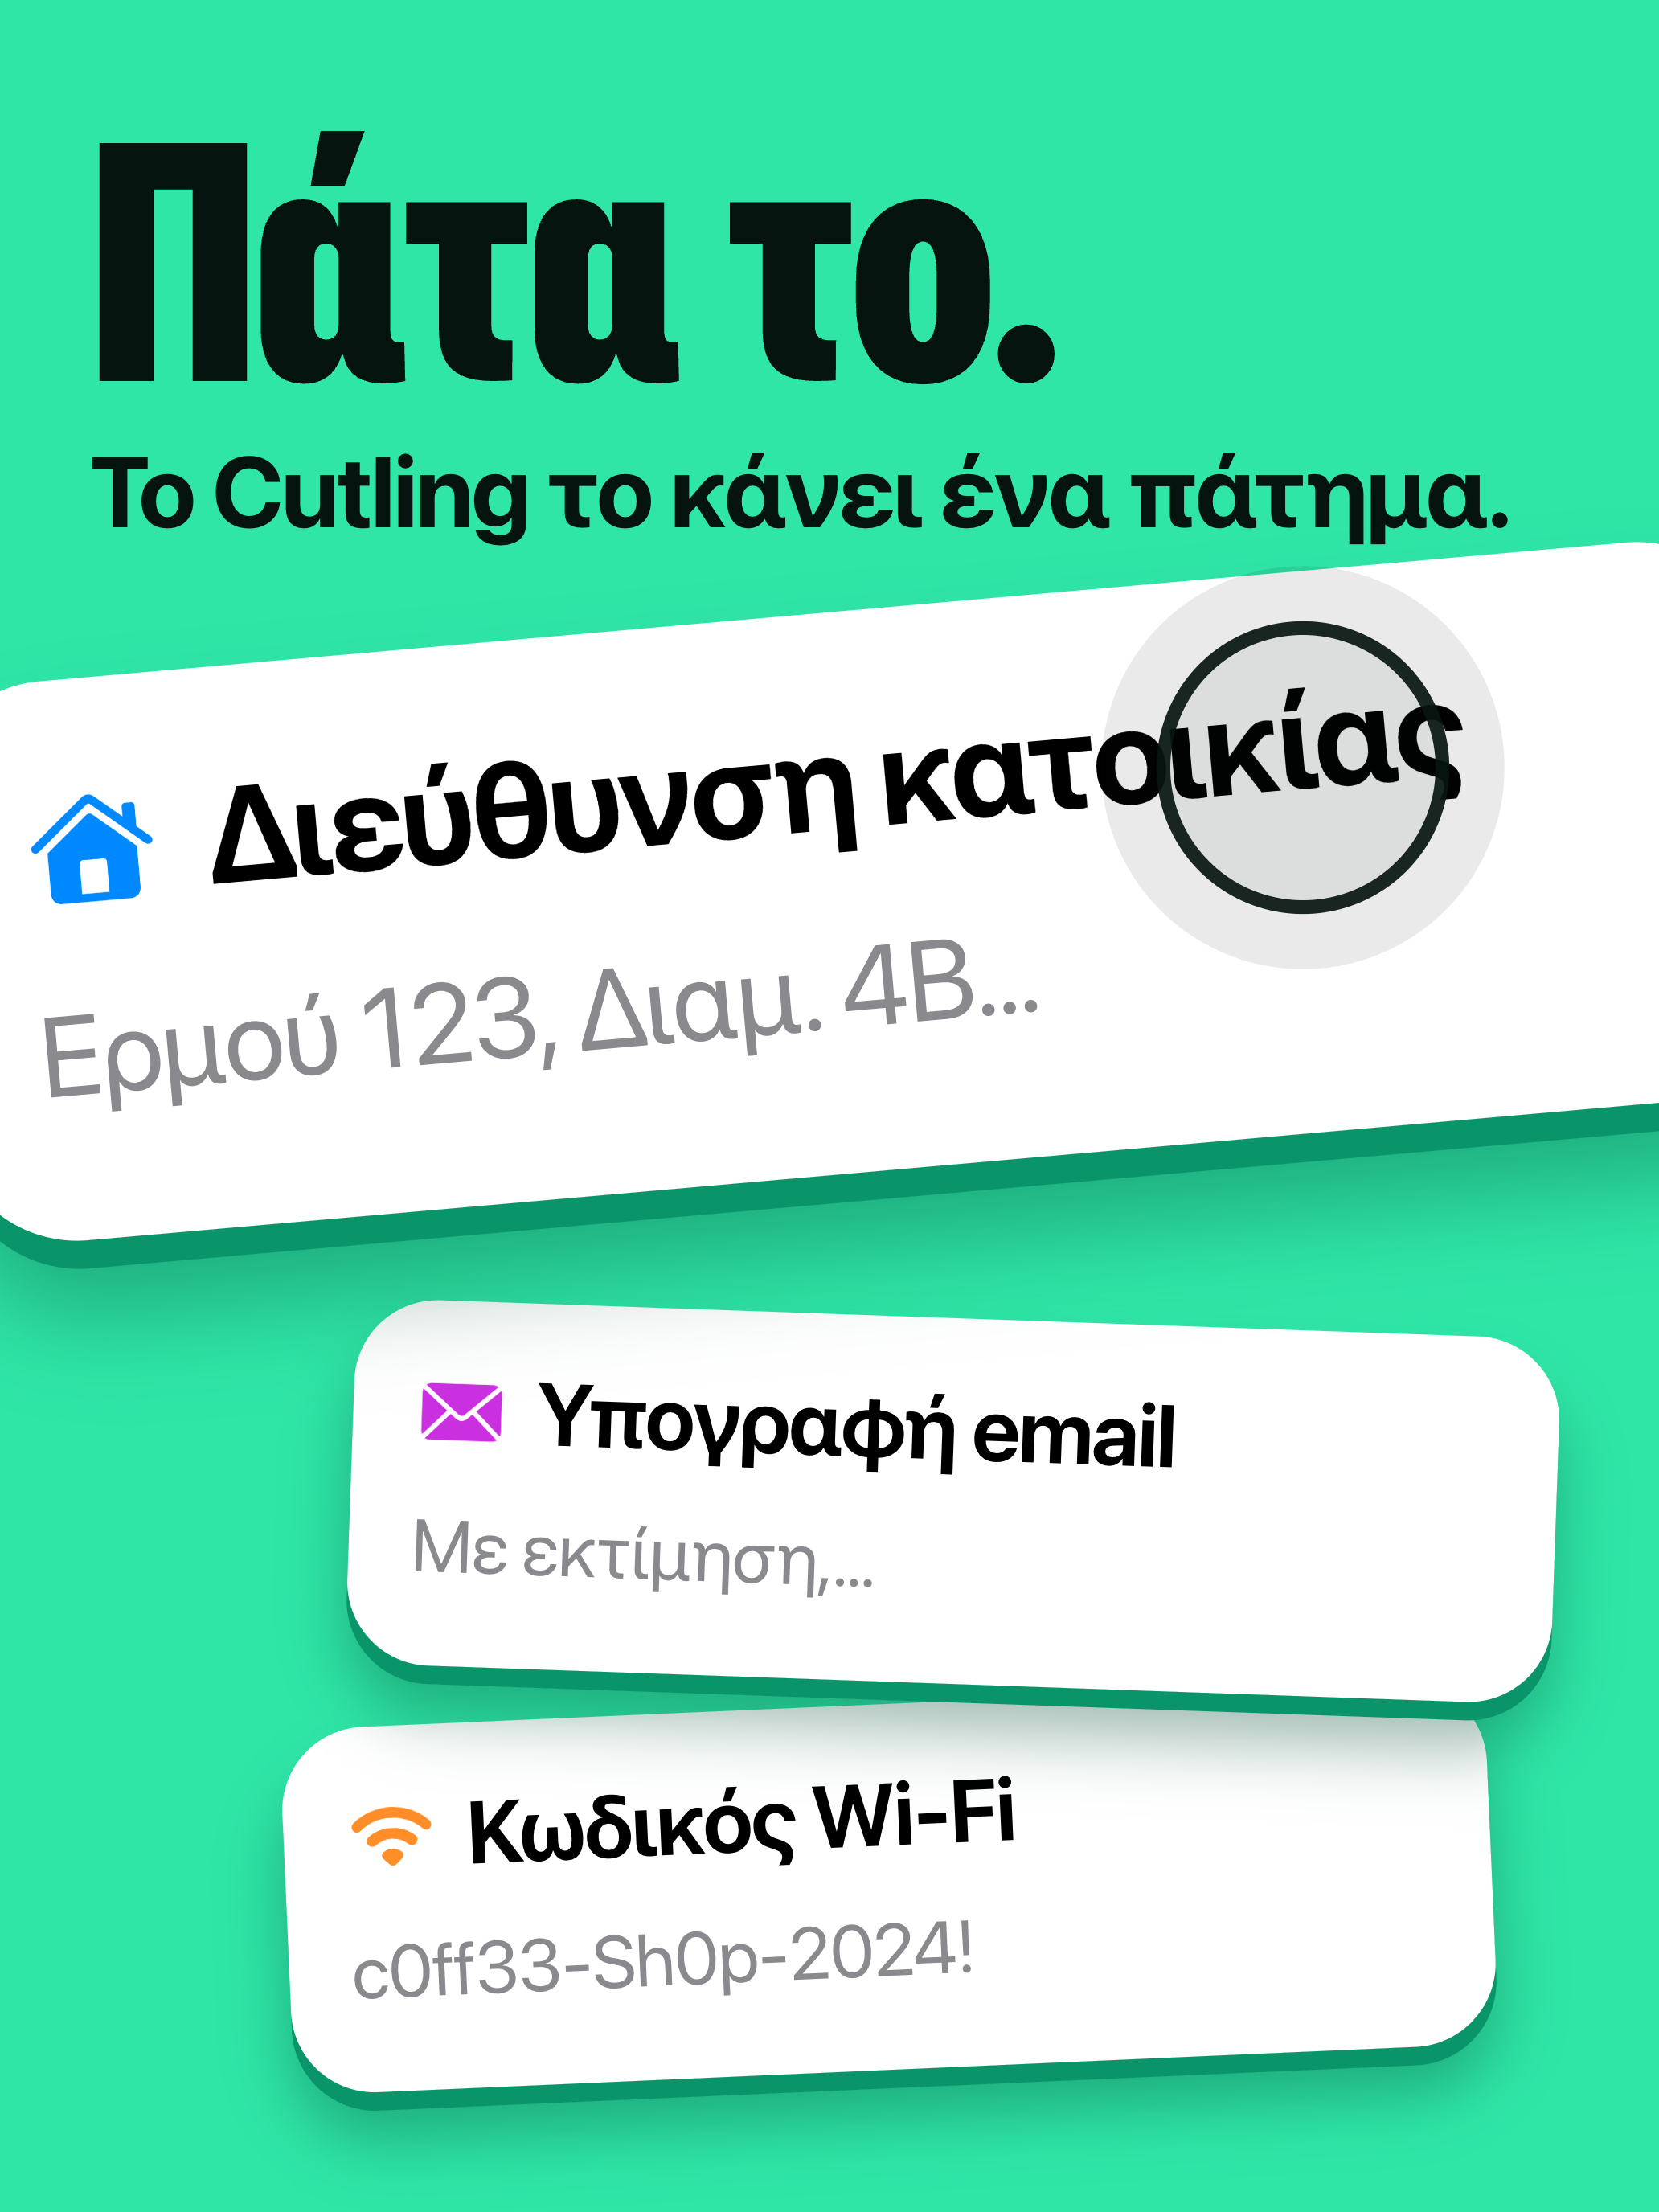 Πάτα το.
Το Cutling το κάνει ένα πάτημα.
Διεύθυνση κατοικίας
Ερμού 123, Διαμ. 4Β...
Υπογραφή email
Με εκτίμηση,...
Κωδικός Wi-Fi
c0ff33-Sh0p-2024!